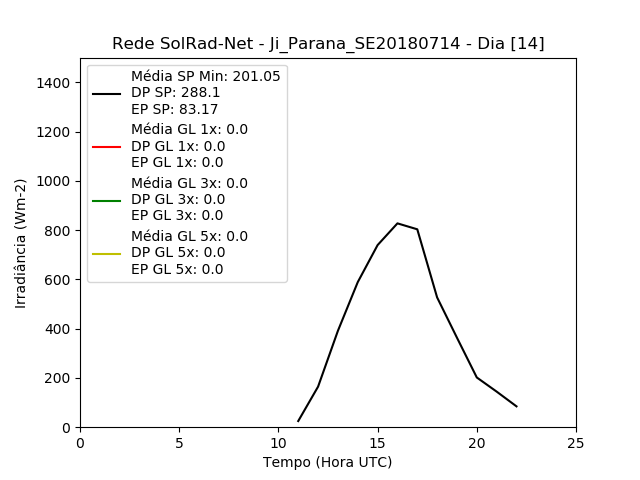 Rede SolRad-Net - Ji_Parana_SE20180714 - Dia [14]
Média SP Min: 201.05
DP SP: 288.1
EP SP: 83.17
Média GL 1x: 0.0
DP GL 1x: 0.0
EP GL 1x: 0.0
Média GL 3x: 0.0
DP GL 3x: 0.0
EP GL 3x: 0.0
Média GL 5x: 0.0
DP GL 5x: 0.0
EP GL 5x: 0.0
Irradiância (Wm-2)
1400
1200
1000
800
600
400
200
0
0 5 10 15 20 25
Tempo (Hora UTC)